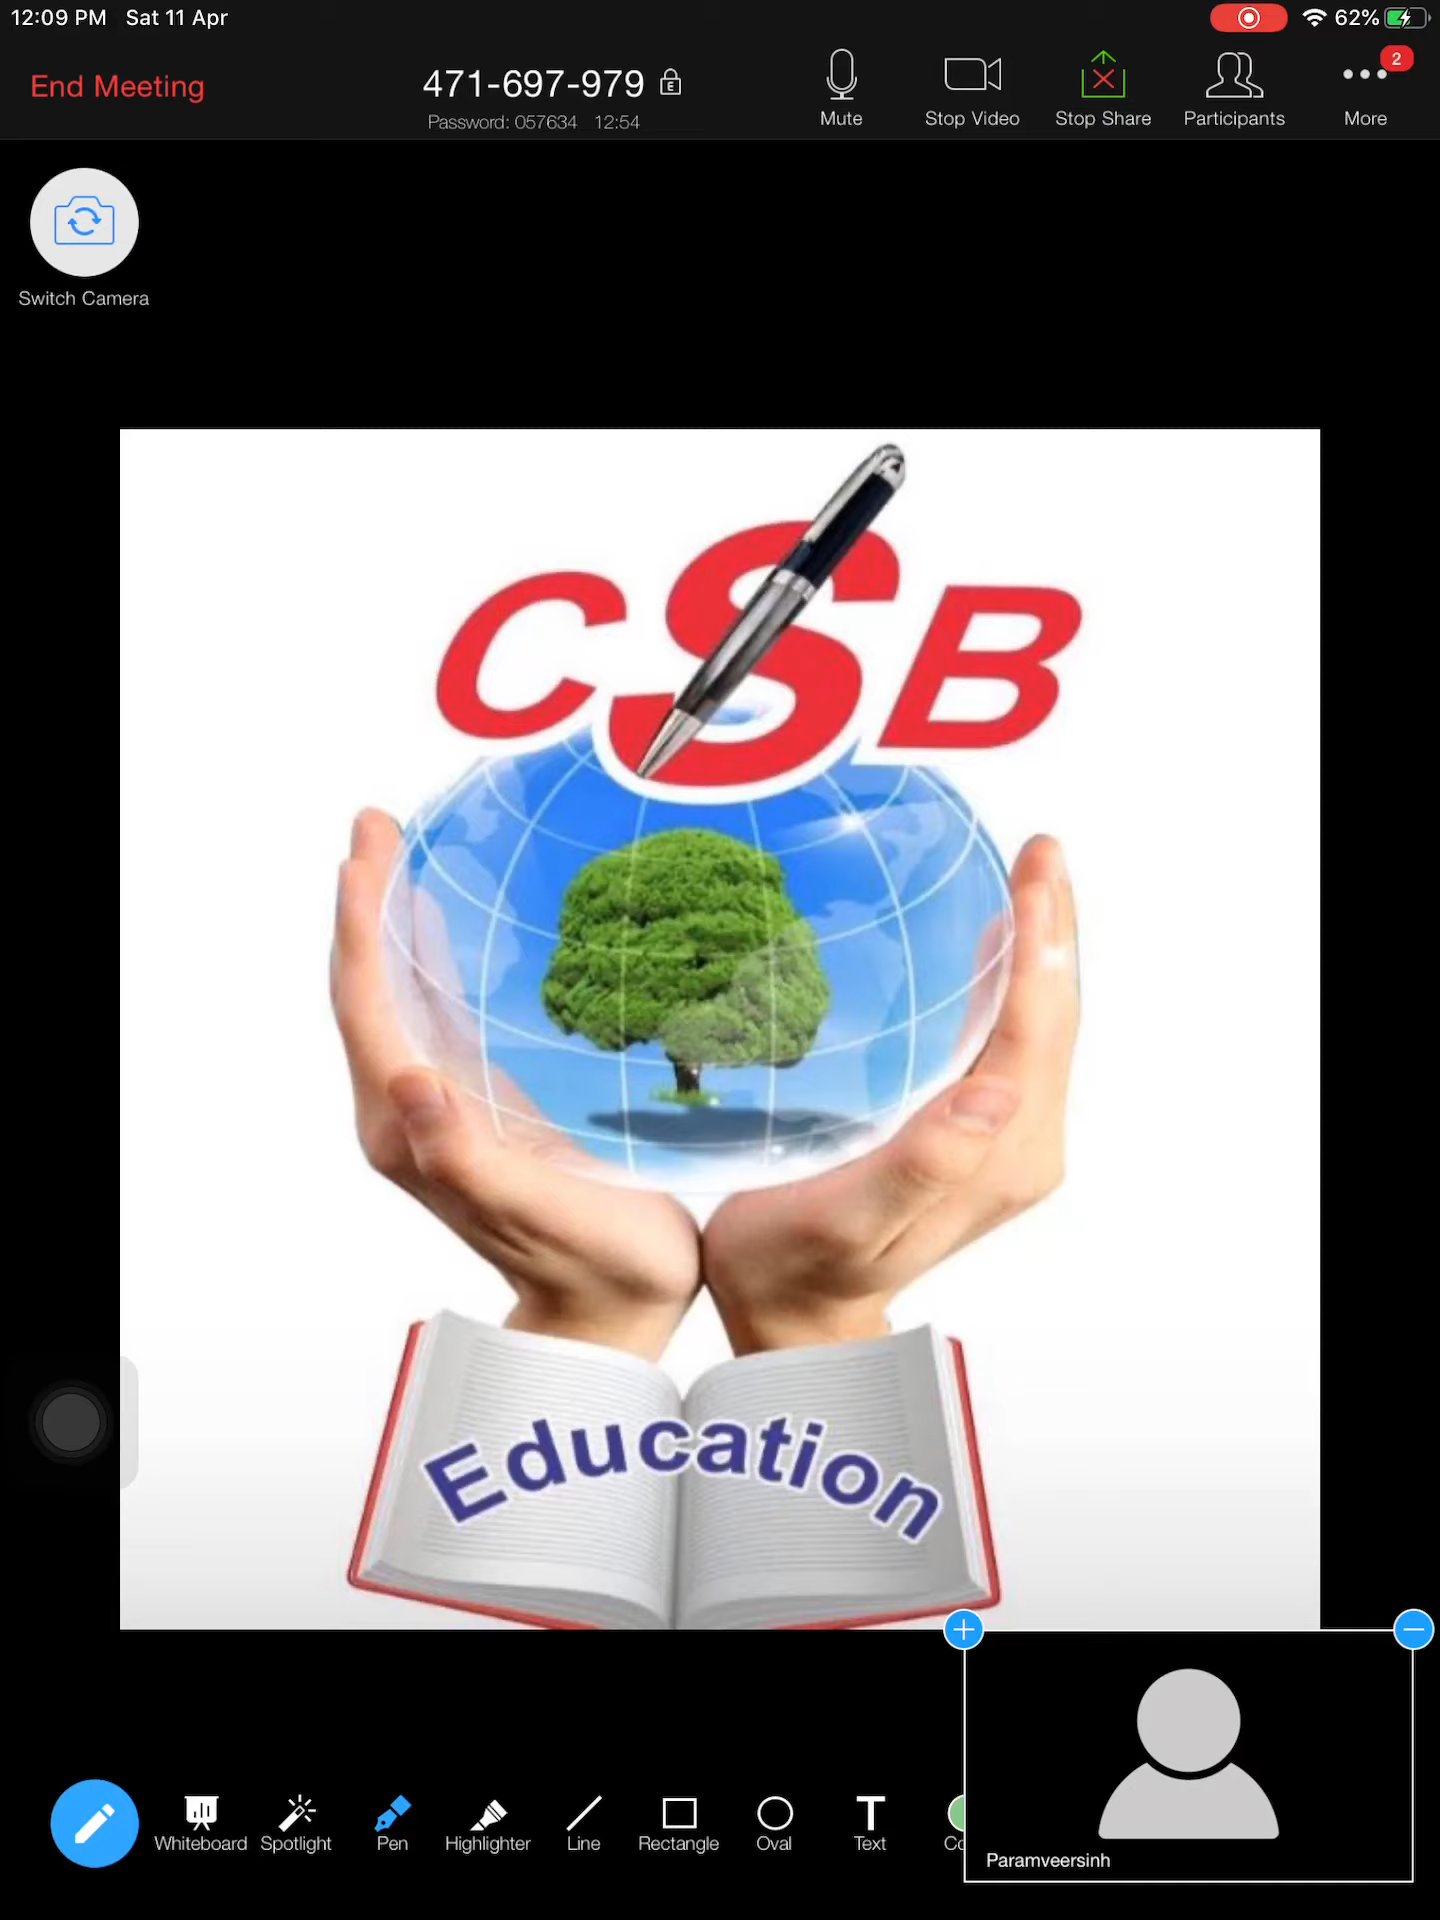 12:09 PM Sat 11 Apr
62%
End Meeting
471-697-979
E
Password: 057634 12:54
Mute
Stop Video
Stop Share
Participants
2
More
Switch Camera
CSB
Education
Whiteboard
Spotlight
Pen
Highlighter
Line
Rectangle
Oval
T
Text
Paramveersinh